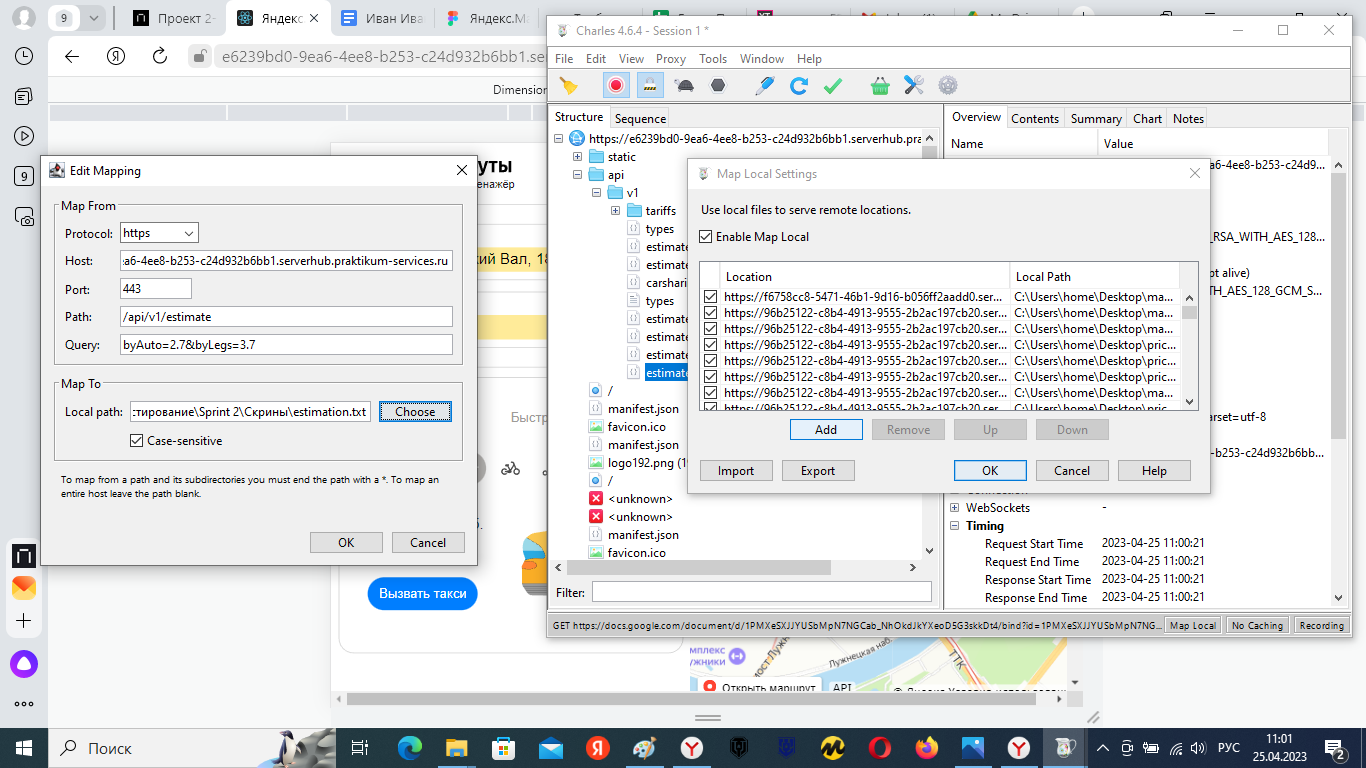 9
Проект 2-
Яндекс.
Иван Ива
Яндекс.М
e6239bd0-9ea6-4ee8-b253-c24d932b6bb1.ser
Dimension
9
Edit Mapping
Map From
Protocol:
https
Host:
:a6-4ee8-b253-c24d932b6bb1.serverhub.praktikum-services.ru
Port:
443
Path:
/api/v1/estimate
Query:
byAuto=2.7&byLegs=3.7
Map To
Local path:
:тирование\Sprint 2\Скрины\estimation.txt
Choose
Case-sensitive
To map from a path and its subdirectories you must end the path with a *. To map an
entire host leave the path blank.
OK
Cancel
уты
енажёр
кий Вал, 18
Быстр
б.
Вызвать такси
Charles 4.6.4 - Session 1 *
File Edit View Proxy Tools Window Help
Structure
Sequence
https://e6239bd0-9ea6-4ee8-b253-c24d932b6bb1.serverhub.pra
static
api
v1
tariffs
types
estimate
estimate
carshari
types
estimate
estimate
estimate
estimate
/
manifest.json
favicon.ico
manifest.json
logo192.png (19
/
<unknown>
<unknown>
manifest.json
favicon.ico
Filter:
Overview
Contents
Summary
Chart
Notes
Name
Value
a6-4ee8-b253-c24d9...
_RSA_WITH_AES_128...
pt alive)
TH_AES_128_GCM_S...
arset=utf-8
-b253-c24d932b6bb...
WebSockets
-
Timing
Request Start Time
2023-04-25 11:00:21
Request End Time
2023-04-25 11:00:21
Response Start Time
2023-04-25 11:00:21
Response End Time
2023-04-25 11:00:21
Map Local Settings
Use local files to serve remote locations.
Enable Map Local
Location
Local Path
https://f6758cc8-5471-46b1-9d16-b056ff2aadd0.ser...
C:\Users\home\Desktop\ma...
https://96b25122-c8b4-4913-9555-2b2ac197cb20.ser...
C:\Users\home\Desktop\ma...
https://96b25122-c8b4-4913-9555-2b2ac197cb20.ser...
C:\Users\home\Desktop\ma...
https://96b25122-c8b4-4913-9555-2b2ac197cb20.ser...
C:\Users\home\Desktop\pric...
https://96b25122-c8b4-4913-9555-2b2ac197cb20.ser...
C:\Users\home\Desktop\pric...
https://96b25122-c8b4-4913-9555-2b2ac197cb20.ser...
C:\Users\home\Desktop\pric...
https://96b25122-c8b4-4913-9555-2b2ac197cb20.ser...
C:\Users\home\Desktop\ma...
https://96b25122-c8b4-4913-9555-2b2ac197cb20.ser...
C:\Users\home\Desktop\pric...
Add
Remove
Up
Down
Import
Export
OK
Cancel
Help
GET https://docs.google.com/document/d/1PMXeSXJJYUSbMpN7NGCab_NhOkdJkYXeoD5G3skkDt4/bind?id=1PMXeSXJJYUSbMpN7NG...
Map Local
No Caching
Recording
мплекс
ужники
мост Лужн
Лужнецкая наб.
ТТК
Открыть маршрут
API
Поиск
РУС
11:01
25.04.2023
2